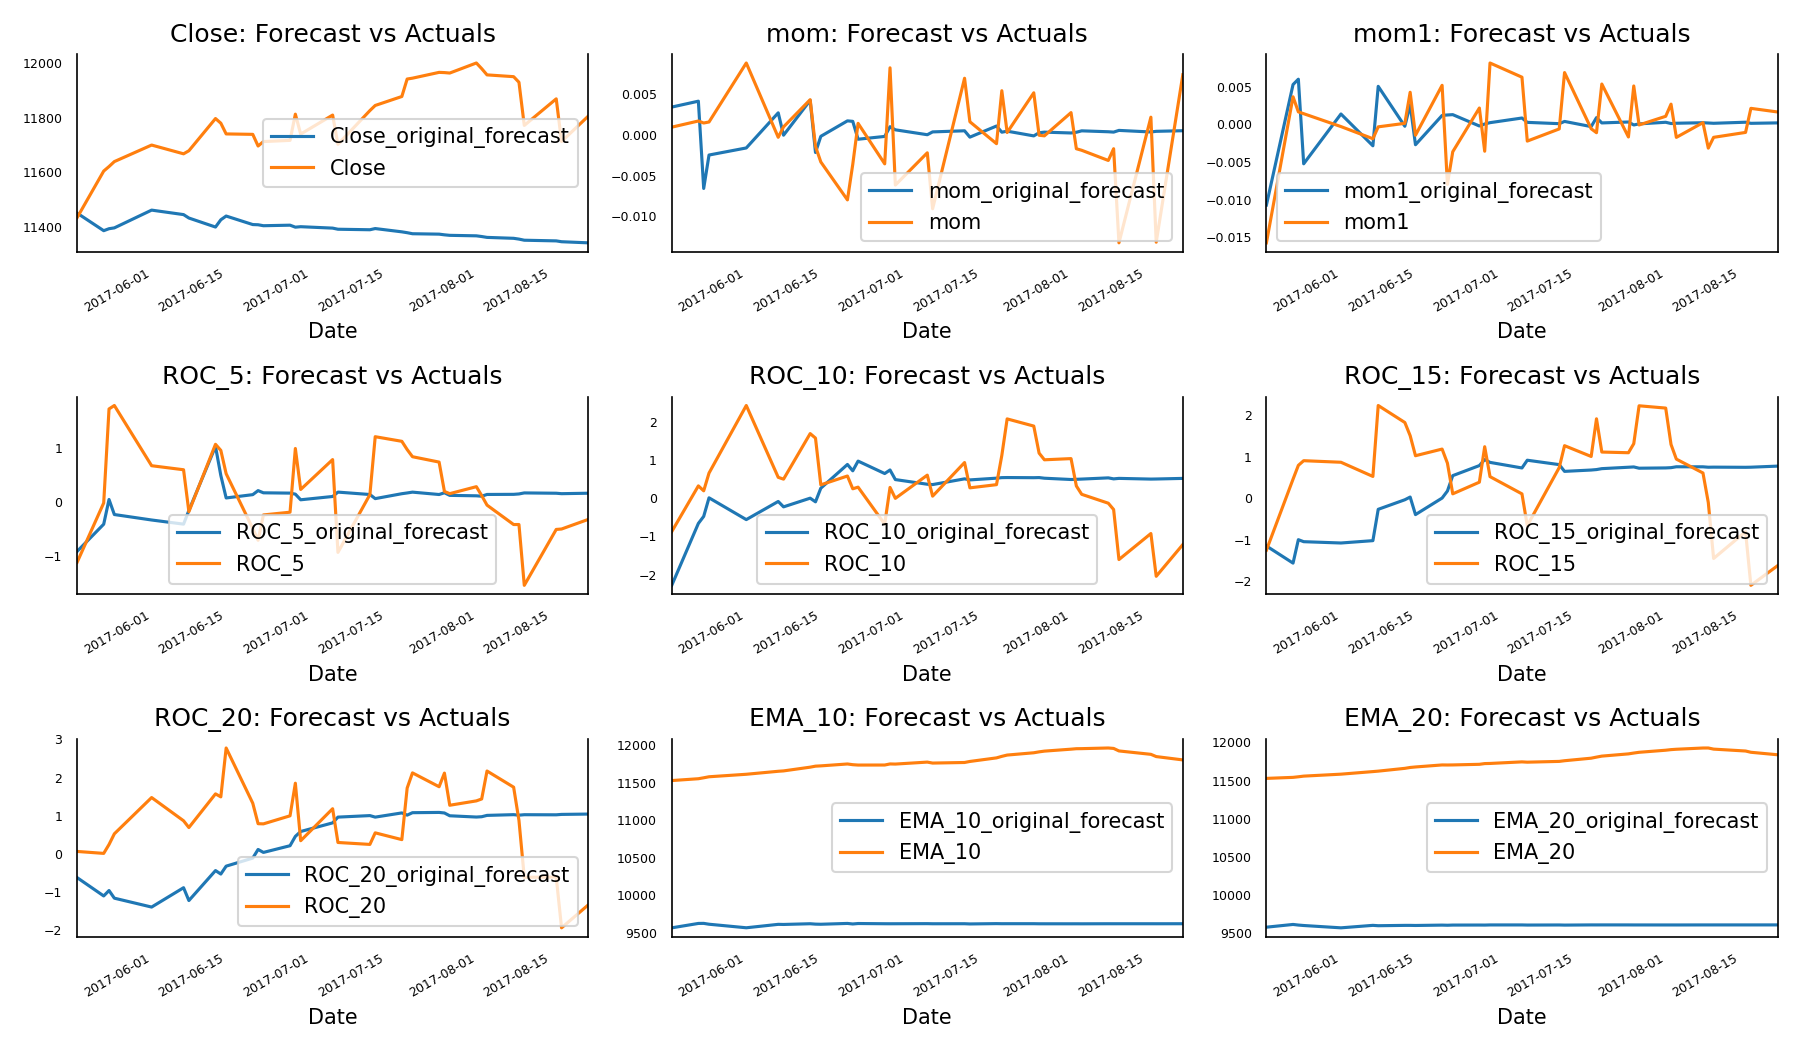 Close: Forecast vs Actuals
12000
11800
11600
11400
Close_original_forecast
Close
2017-06-01
2017-06-15
2017-07-01
2017-07-15
2017-08-01
2017-08-15
Date
mom: Forecast vs Actuals
0.005
0.000
−0.005
−0.010
mom_original_forecast
mom
2017-06-01
2017-06-15
2017-07-01
2017-07-15
2017-08-01
2017-08-15
Date
mom1: Forecast vs Actuals
0.005
0.000
−0.005
−0.010
−0.015
mom1_original_forecast
mom1
2017-06-01
2017-06-15
2017-07-01
2017-07-15
2017-08-01
2017-08-15
Date
ROC_5: Forecast vs Actuals
1
0
−1
ROC_5_original_forecast
ROC_5
2017-06-01
2017-06-15
2017-07-01
2017-07-15
2017-08-01
2017-08-15
Date
ROC_10: Forecast vs Actuals
2
1
0
−1
−2
ROC_10_original_forecast
ROC_10
2017-06-01
2017-06-15
2017-07-01
2017-07-15
2017-08-01
2017-08-15
Date
ROC_15: Forecast vs Actuals
2
1
0
−1
−2
ROC_15_original_forecast
ROC_15
2017-06-01
2017-06-15
2017-07-01
2017-07-15
2017-08-01
2017-08-15
Date
ROC_20: Forecast vs Actuals
3
2
1
0
−1
−2
ROC_20_original_forecast
ROC_20
2017-06-01
2017-06-15
2017-07-01
2017-07-15
2017-08-01
2017-08-15
Date
EMA_10: Forecast vs Actuals
12000
11500
11000
10500
10000
9500
EMA_10_original_forecast
EMA_10
2017-06-01
2017-06-15
2017-07-01
2017-07-15
2017-08-01
2017-08-15
Date
EMA_20: Forecast vs Actuals
12000
11500
11000
10500
10000
9500
EMA_20_original_forecast
EMA_20
2017-06-01
2017-06-15
2017-07-01
2017-07-15
2017-08-01
2017-08-15
Date